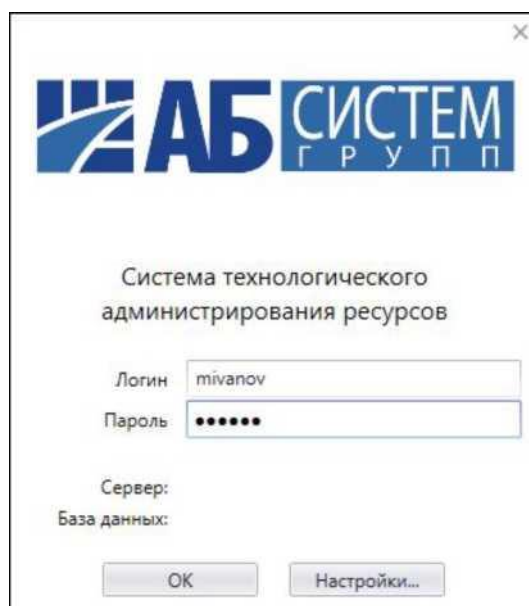 АБ СИСТЕМ
ГРУПП
Система технологического
администрирования ресурсов
Логин mivanov
Пароль ••••••
Сервер:
База данных:
OK Настройки...